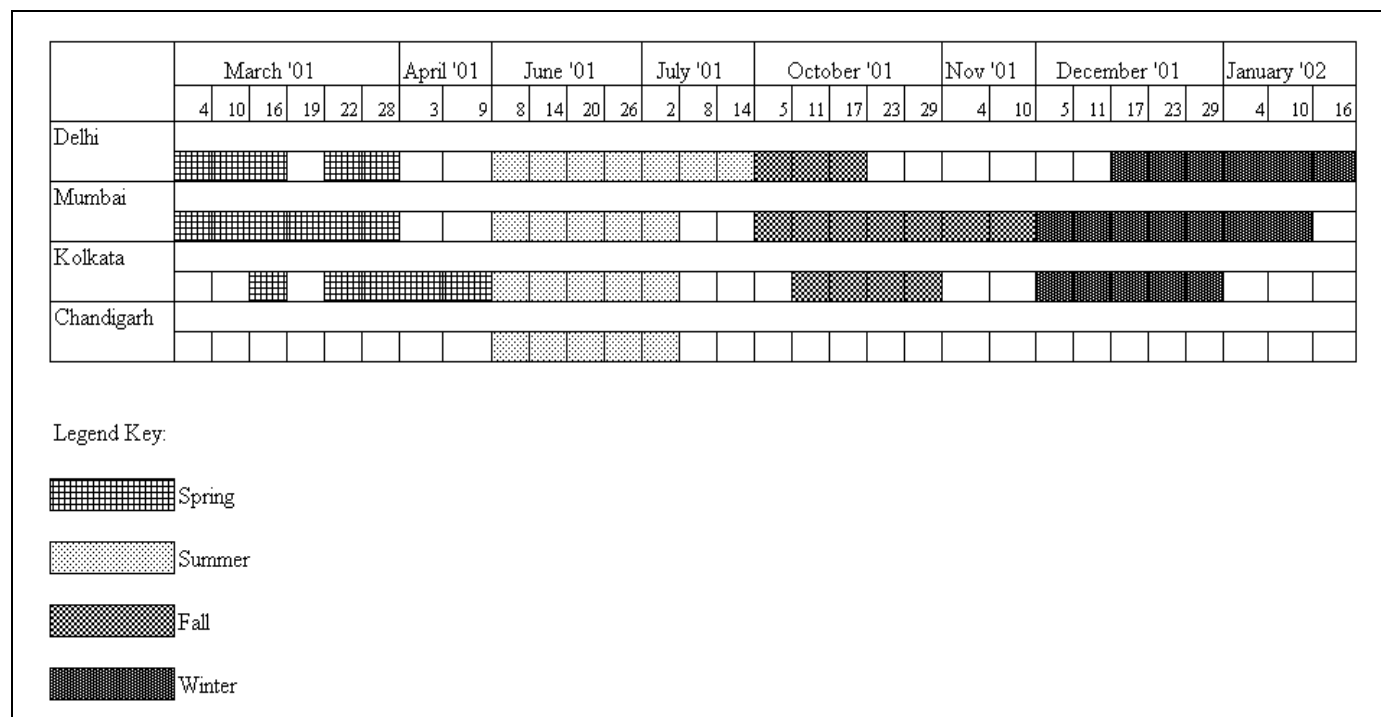 March '01 April '01 June '01 July '01 October '01 Nov '01 December '01 January '02
4 10 16 19 22 28 3 9 8 14 20 26 2 8 14 5 11 17 23 29 4 10 5 11 17 23 29 4 10 16
Delhi
Mumbai
Kolkata
Chandigarh
Legend Key:
Spring
Summer
Fall
Winter